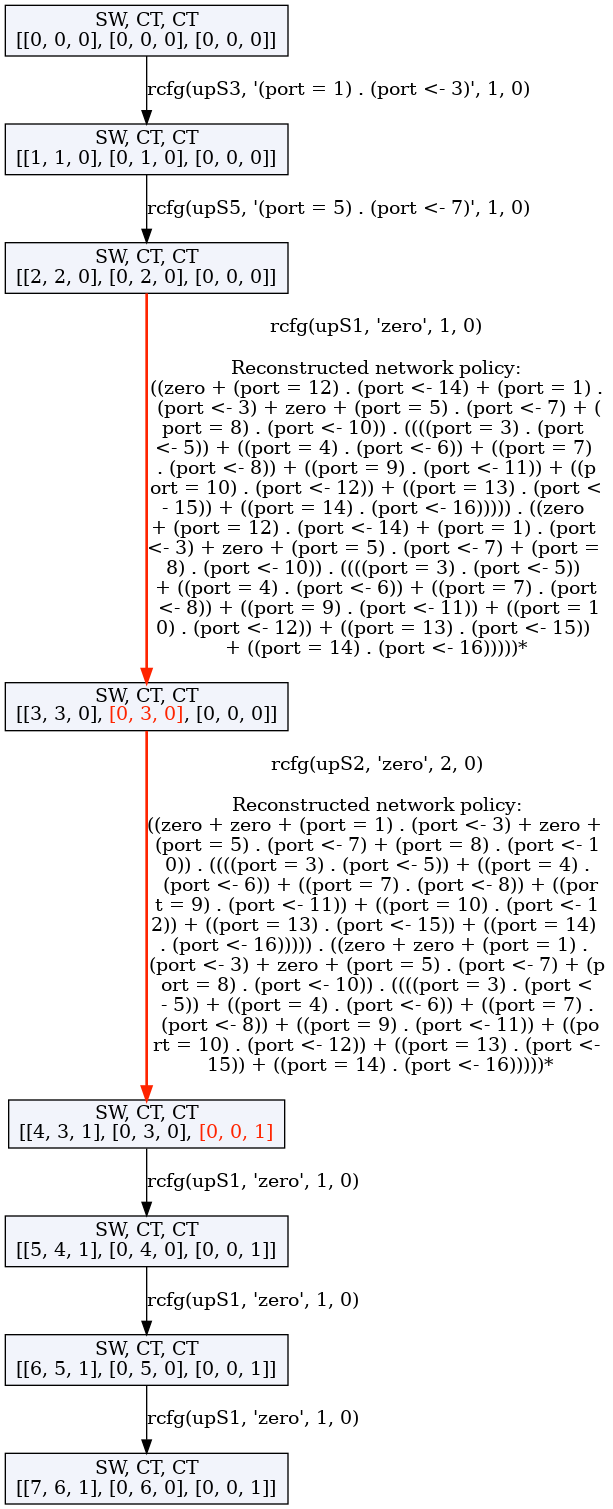 SW, CT, CT
[[0, 0, 0], [0, 0, 0], [0, 0, 0]]
rcfg(upS3, '(port = 1) . (port <- 3)', 1, 0)
SW, CT, CT
[[1, 1, 0], [0, 1, 0], [0, 0, 0]]
rcfg(upS5, '(port = 5) . (port <- 7)', 1, 0)
SW, CT, CT
[[2, 2, 0], [0, 2, 0], [0, 0, 0]]
rcfg(upS1, 'zero', 1, 0)
Reconstructed network policy:
((zero + (port = 12) . (port <- 14) + (port = 1) .
(port <- 3) + zero + (port = 5) . (port <- 7) + (
port = 8) . (port <- 10)) . ((((port = 3) . (port
<- 5)) + ((port = 4) . (port <- 6)) + ((port = 7)
. (port <- 8)) + ((port = 9) . (port <- 11)) + ((p
ort = 10) . (port <- 12)) + ((port = 13) . (port <
- 15)) + ((port = 14) . (port <- 16))))) . ((zero
+ (port = 12) . (port <- 14) + (port = 1) . (port
<- 3) + zero + (port = 5) . (port <- 7) + (port =
8) . (port <- 10)) . ((((port = 3) . (port <- 5))
+ ((port = 4) . (port <- 6)) + ((port = 7) . (port
<- 8)) + ((port = 9) . (port <- 11)) + ((port = 1
0) . (port <- 12)) + ((port = 13) . (port <- 15))
+ ((port = 14) . (port <- 16)))))*
SW, CT, CT
[[3, 3, 0], [0, 3, 0], [0, 0, 0]]
rcfg(upS2, 'zero', 2, 0)
Reconstructed network policy:
((zero + zero + (port = 1) . (port <- 3) + zero +
(port = 5) . (port <- 7) + (port = 8) . (port <- 1
0)) . ((((port = 3) . (port <- 5)) + ((port = 4) .
(port <- 6)) + ((port = 7) . (port <- 8)) + ((por
t = 9) . (port <- 11)) + ((port = 10) . (port <- 1
2)) + ((port = 13) . (port <- 15)) + ((port = 14)
. (port <- 16))))) . ((zero + zero + (port = 1) .
(port <- 3) + zero + (port = 5) . (port <- 7) + (p
ort = 8) . (port <- 10)) . ((((port = 3) . (port <
- 5)) + ((port = 4) . (port <- 6)) + ((port = 7) .
(port <- 8)) + ((port = 9) . (port <- 11)) + ((po
rt = 10) . (port <- 12)) + ((port = 13) . (port <-
15)) + ((port = 14) . (port <- 16)))))*
SW, CT, CT
[[4, 3, 1], [0, 3, 0], [0, 0, 1]
rcfg(upS1, 'zero', 1, 0)
SW, CT, CT
[[5, 4, 1], [0, 4, 0], [0, 0, 1]]
rcfg(upS1, 'zero', 1, 0)
SW, CT, CT
[[6, 5, 1], [0, 5, 0], [0, 0, 1]]
rcfg(upS1, 'zero', 1, 0)
SW, CT, CT
[[7, 6, 1], [0, 6, 0], [0, 0, 1]]